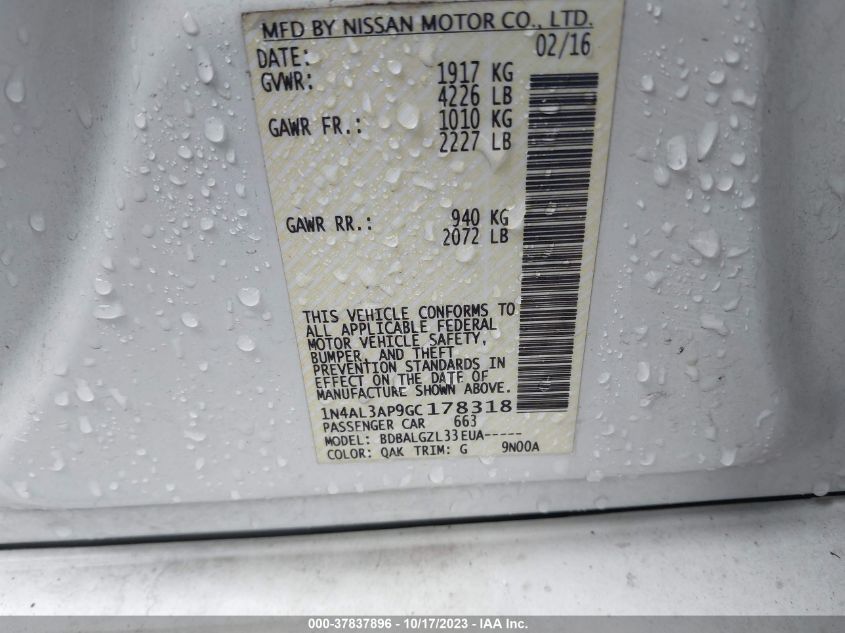 MFD BY NISSAN MOTOR CO., LTD.
DATE: 02/16
GVWR: 1917 KG
4226 LB
GAWR FR.: 1010 KG
2227 LB
GAWR RR.: 940 KG
2072 LB
THIS VEHICLE CONFORMS TO
ALL APPLICABLE FEDERAL
MOTOR VEHICLE SAFETY,
BUMPER, AND THEFT
PREVENTION STANDARDS IN
EFFECT ON THE DATE OF
MANUFACTURE SHOWN ABOVE.
1N4AL3AP9GC178318
PASSENGER CAR 663
MODEL: BDBALGZL33EUA-----
COLOR: QAK TRIM: G 9N00A
000-37837896 - 10/17/2023 - IAA Inc.